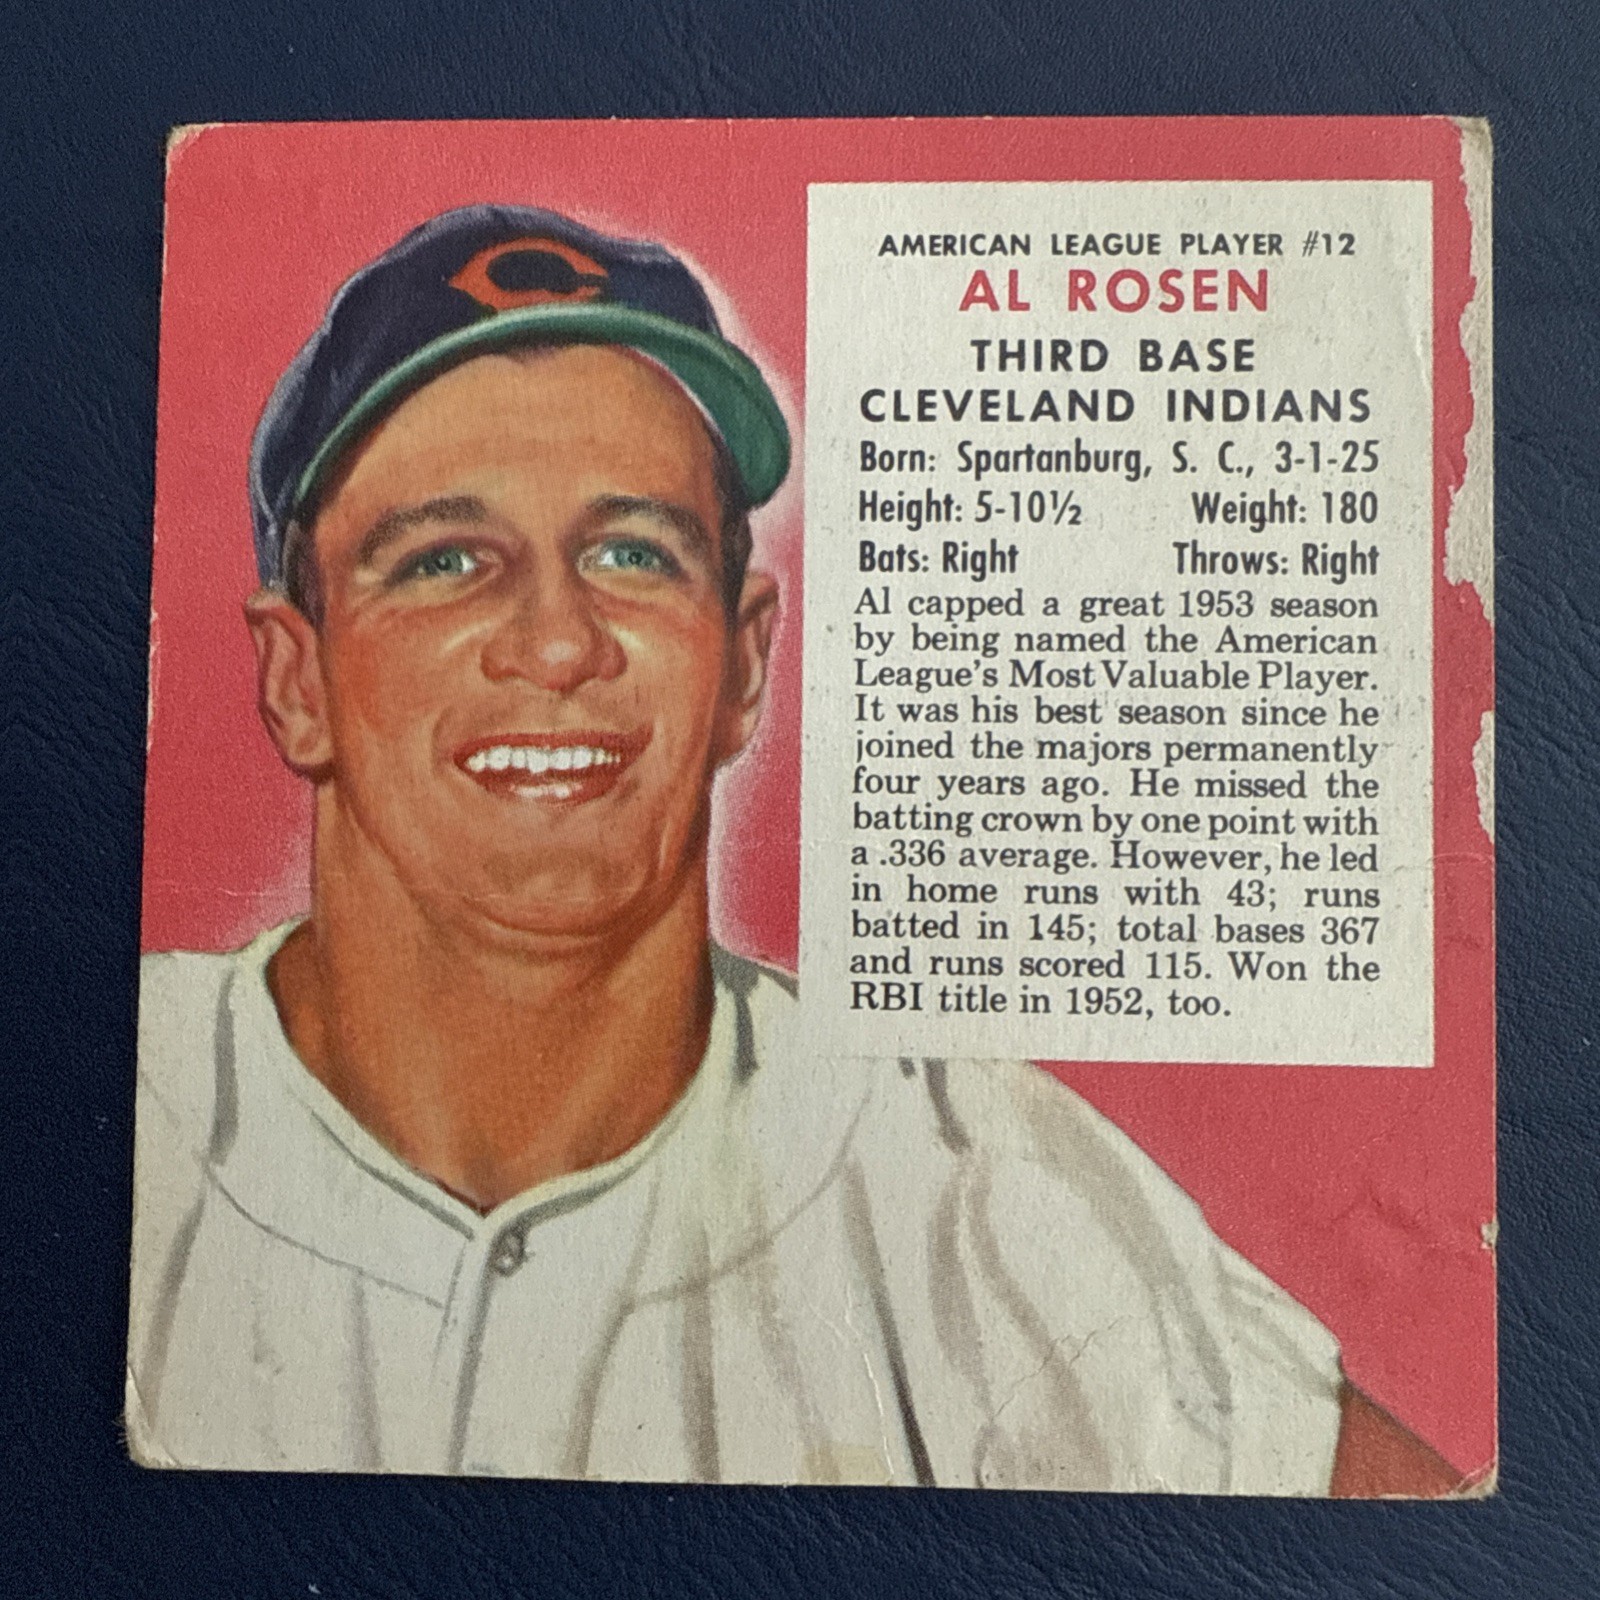 C
AMERICAN LEAGUE PLAYER #12
AL ROSEN
THIRD BASE
CLEVELAND INDIANS
Born: Spartanburg, S. C., 3-1-25
Height: 5-10½ Weight: 180
Bats: Right Throws: Right
Al capped a great 1953 season
by being named the American
League's Most Valuable Player.
It was his best season since he
joined the majors permanently
four years ago. He missed the
batting crown by one point with
a .336 average. However, he led
in home runs with 43; runs
batted in 145; total bases 367
and runs scored 115. Won the
RBI title in 1952, too.